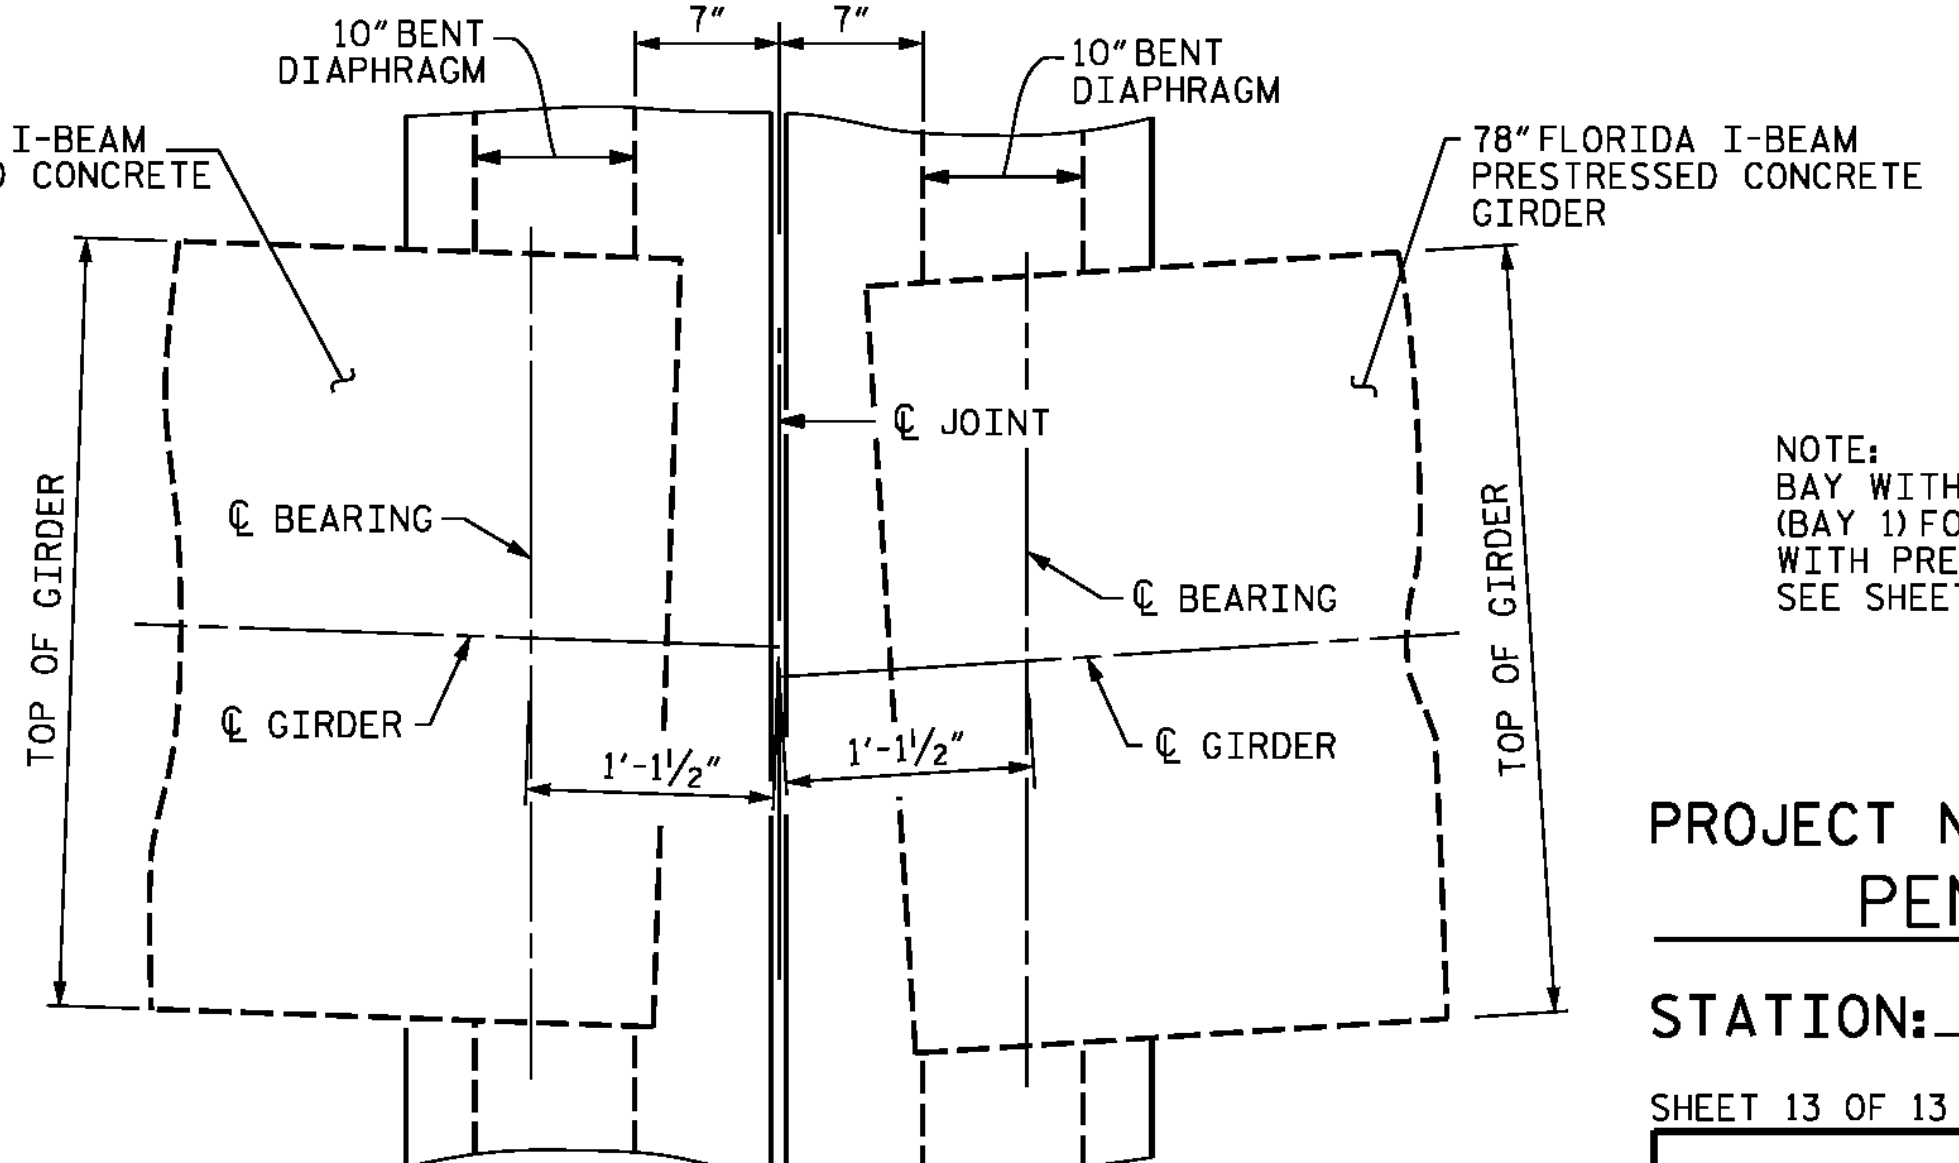 7" 7"
10" BENT
DIAPHRAGM
10" BENT
DIAPHRAGM
I-BEAM
CONCRETE
78" FLORIDA I-BEAM
PRESTRESSED CONCRETE
GIRDER
℄ JOINT
℄ BEARING
℄ BEARING
TOP OF GIRDER
TOP OF GIRDER
℄ GIRDER
℄ GIRDER
1'-1½"
1'-1½"
NOTE:
BAY WITH
(BAY 1) FO
WITH PRE
SEE SHEET
PROJECT N
PEN
STATION:
SHEET 13 OF 13